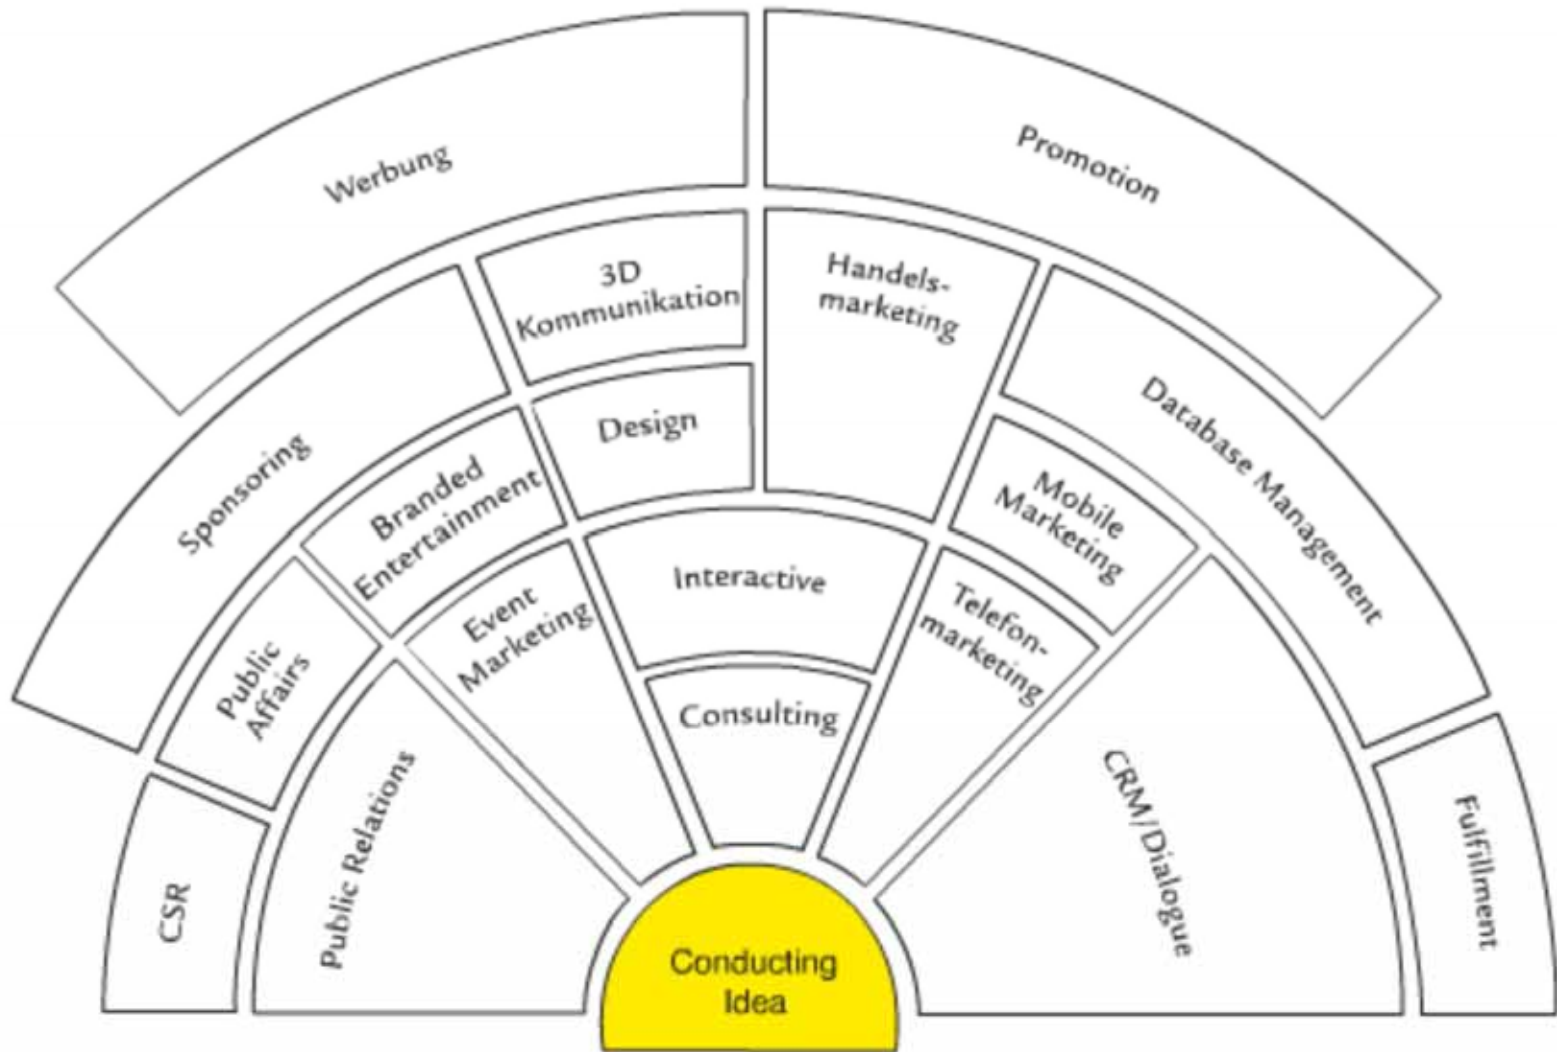 Werbung
Promotion
3D
Kommunikation
Handels-
marketing
Sponsoring
Branded
Entertainment
Design
Mobile
Marketing
Database Management
Public
Affairs
Event
Marketing
Interactive
Telefon-
marketing
Consulting
CSR
Public Relations
CRM/Dialogue
Fulfillment
Conducting
Idea